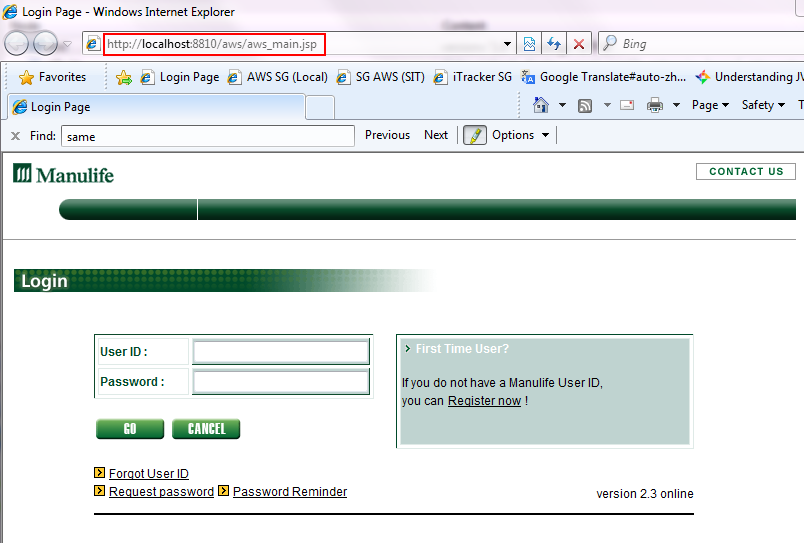 Login Page - Windows Internet Explorer
http://localhost:8810/aws/aws_main.jsp
Bing
Favorites Login Page AWS SG (Local) SG AWS (SIT) iTracker SG Google Translate#auto-zh... Understanding JV
Login Page Page Safety T
x Find: same Previous Next Options
Manulife CONTACT US
Login
User ID :
Password :
GO CANCEL
First Time User?
If you do not have a Manulife User ID,
you can Register now !
Forgot User ID
Request password Password Reminder
version 2.3 online